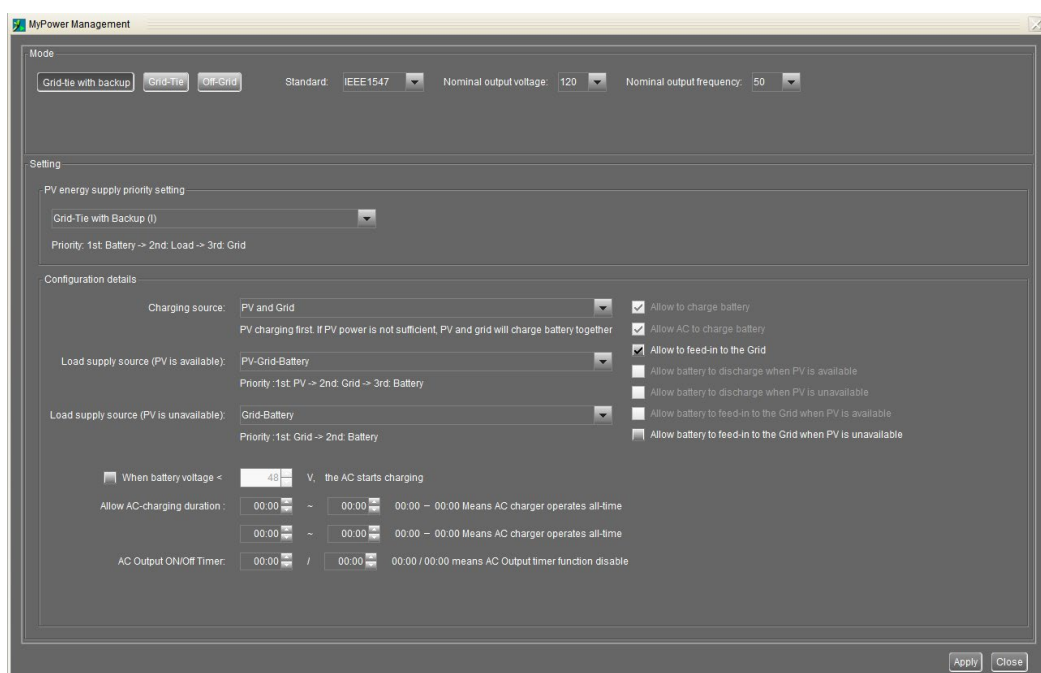 MyPower Management
Mode
Grid-tie with backup Grid-Tie Off-Grid Standard: IEEE1547 Nominal output voltage: 120 Nominal output frequency: 50
Setting
PV energy supply priority setting
Grid-Tie with Backup (I)
Priority: 1st: Battery -> 2nd: Load -> 3rd: Grid
Configuration details
Charging source: PV and Grid
PV charging first. If PV power is not sufficient, PV and grid will charge battery together
Load supply source (PV is available): PV-Grid-Battery
Priority :1st: PV -> 2nd: Grid -> 3rd: Battery
Load supply source (PV is unavailable): Grid-Battery
Priority :1st: Grid -> 2nd: Battery
Allow to charge battery
Allow AC to charge battery
Allow to feed-in to the Grid
Allow battery to discharge when PV is available
Allow battery to discharge when PV is unavailable
Allow battery to feed-in to the Grid when PV is available
Allow battery to feed-in to the Grid when PV is unavailable
When battery voltage < 48 V, the AC starts charging
Allow AC-charging duration : 00:00 ~ 00:00 00:00 – 00:00 Means AC charger operates all-time
00:00 ~ 00:00 00:00 – 00:00 Means AC charger operates all-time
AC Output ON/Off Timer: 00:00 / 00:00 00:00 / 00:00 means AC Output timer function disable
Apply Close